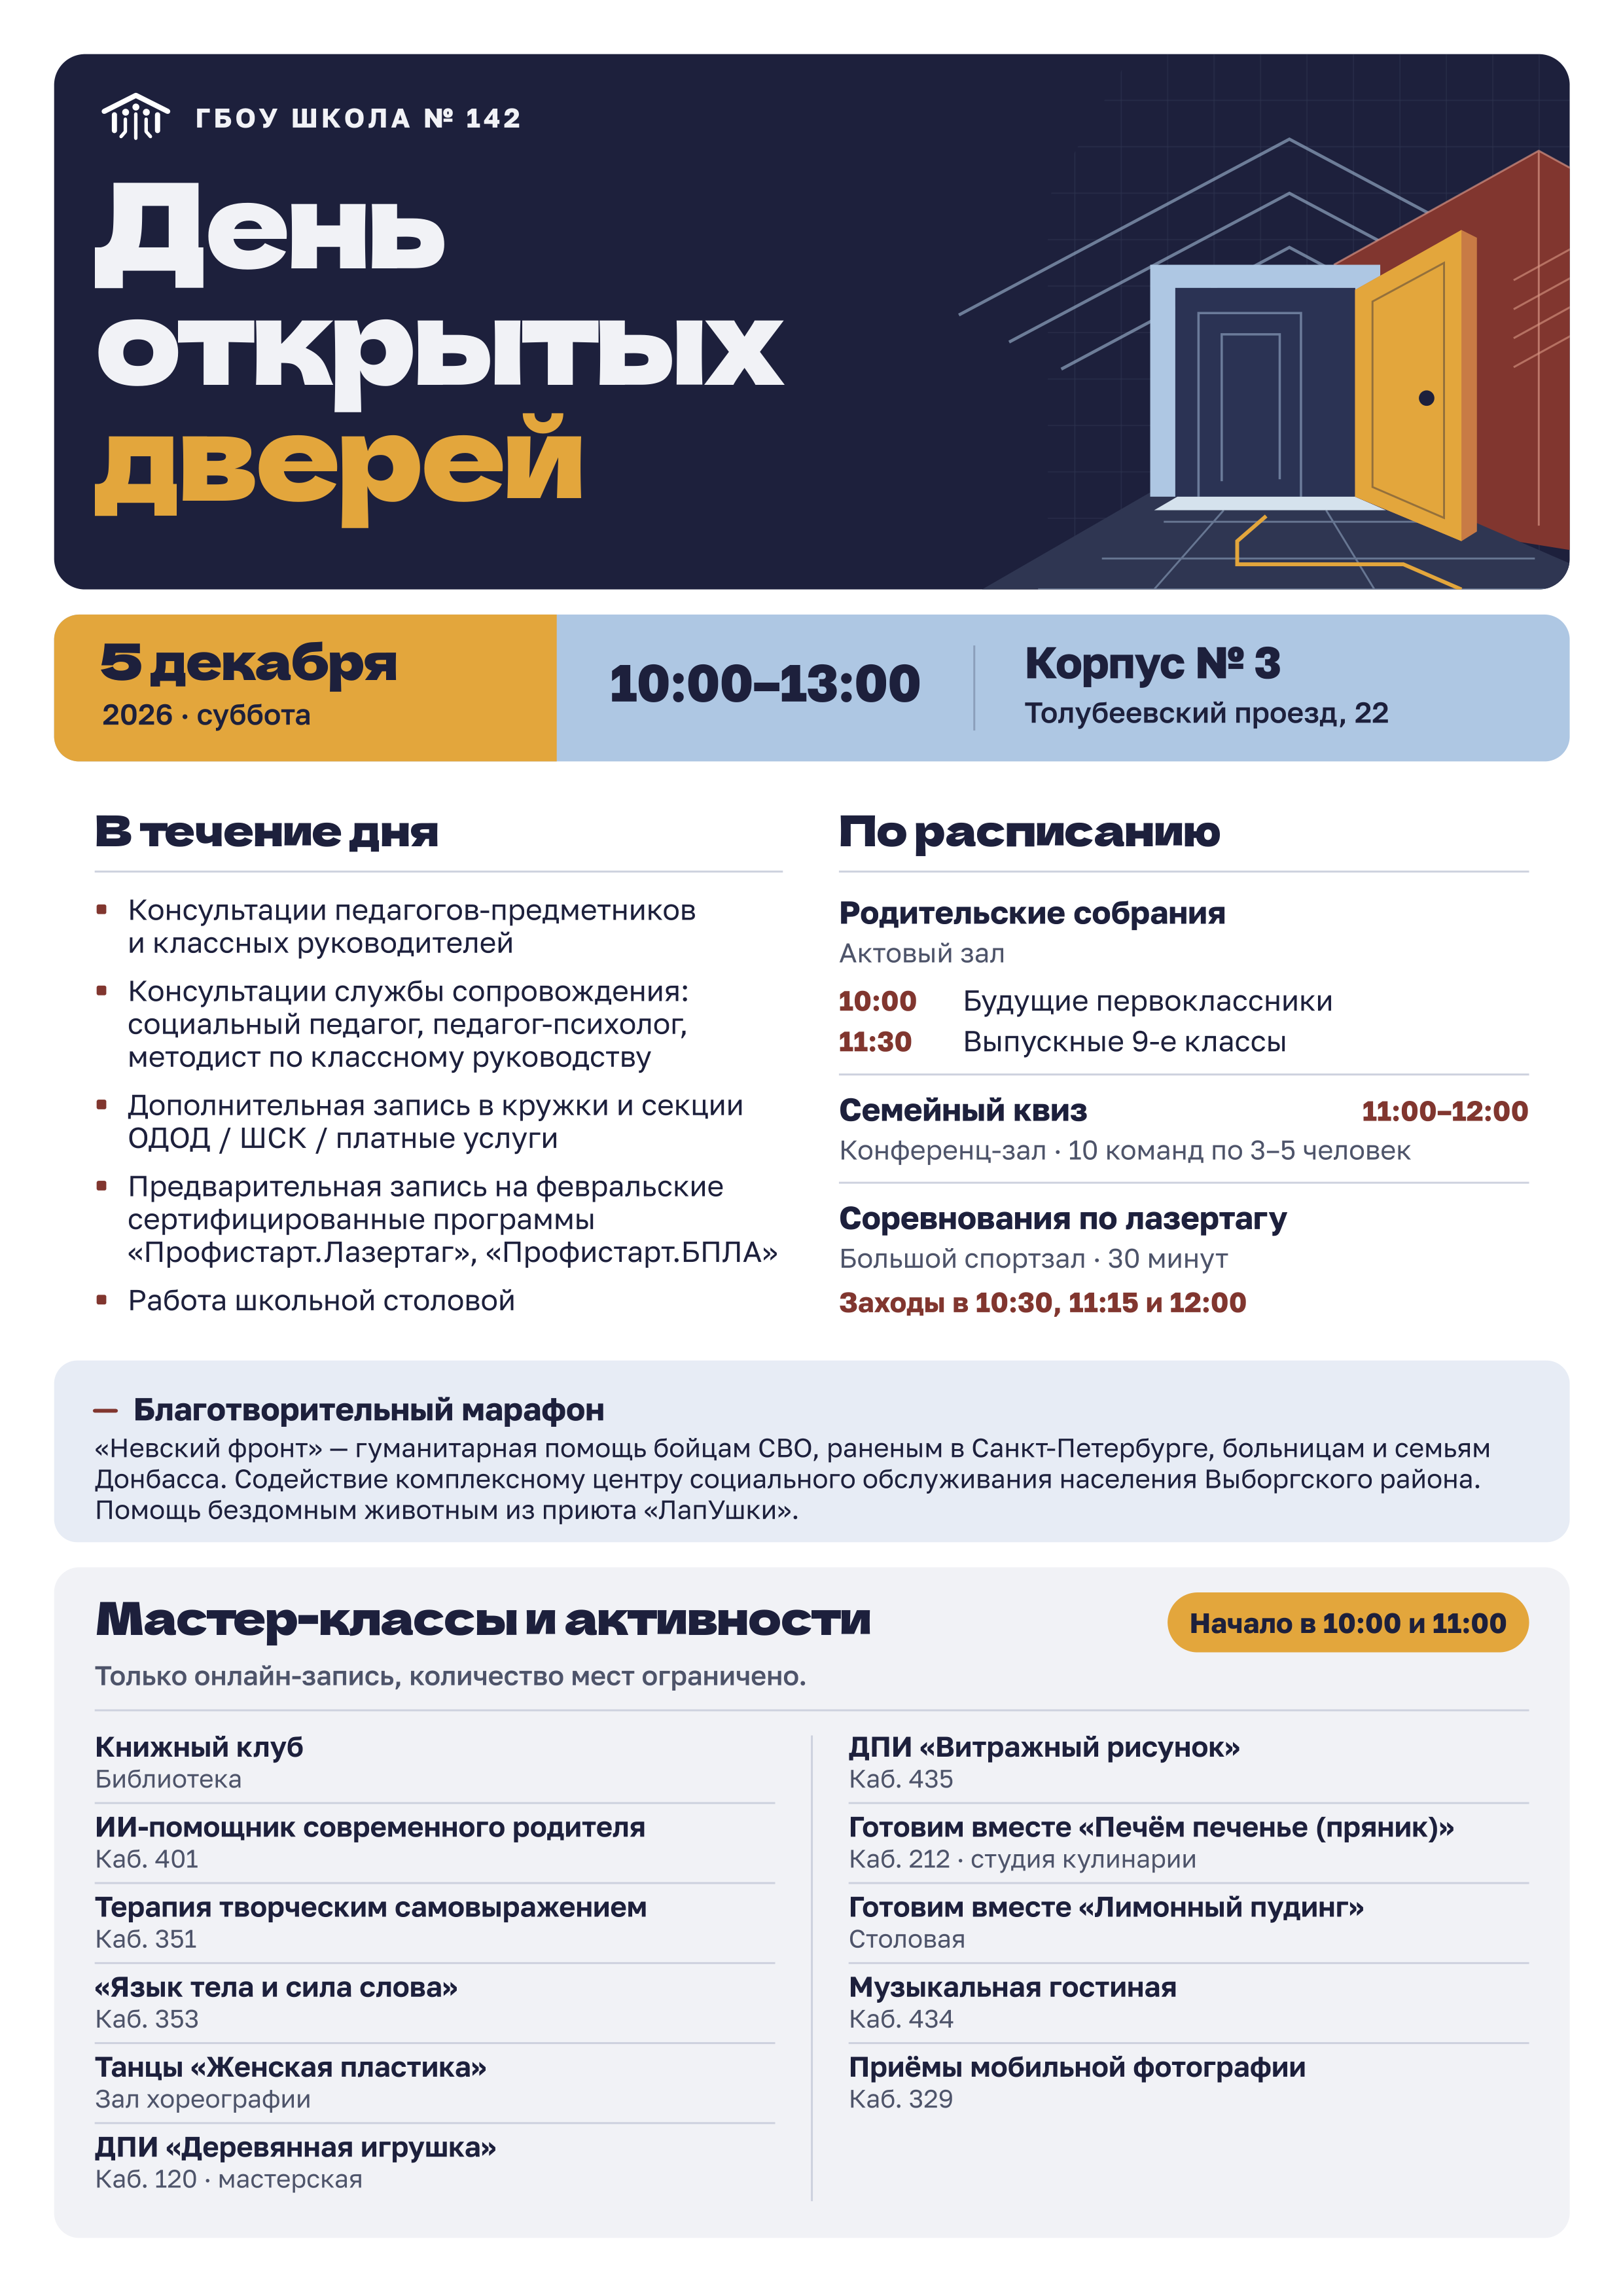 ГБОУ ШКОЛА № 142
День
открытых
дверей
5 декабря
2026 · суббота
10:00–13:00
Корпус № 3
Толубеевский проезд, 22
В течение дня
Консультации педагогов-предметников
и классных руководителей
Консультации службы сопровождения:
социальный педагог, педагог-психолог,
методист по классному руководству
Дополнительная запись в кружки и секции
ОДОД / ШСК / платные услуги
Предварительная запись на февральские
сертифицированные программы
«Профистарт.Лазертаг», «Профистарт.БПЛА»
Работа школьной столовой
По расписанию
Родительские собрания
Актовый зал
10:00 Будущие первоклассники
11:30 Выпускные 9-е классы
Семейный квиз 11:00–12:00
Конференц-зал · 10 команд по 3–5 человек
Соревнования по лазертагу
Большой спортзал · 30 минут
Заходы в 10:30, 11:15 и 12:00
— Благотворительный марафон
«Невский фронт» — гуманитарная помощь бойцам СВО, раненым в Санкт-Петербурге, больницам и семьям
Донбасса. Содействие комплексному центру социального обслуживания населения Выборгского района.
Помощь бездомным животным из приюта «ЛапУшки».
Мастер-классы и активности
Начало в 10:00 и 11:00
Только онлайн-запись, количество мест ограничено.
Книжный клуб
Библиотека
ИИ-помощник современного родителя
Каб. 401
Терапия творческим самовыражением
Каб. 351
«Язык тела и сила слова»
Каб. 353
Танцы «Женская пластика»
Зал хореографии
ДПИ «Деревянная игрушка»
Каб. 120 · мастерская
ДПИ «Витражный рисунок»
Каб. 435
Готовим вместе «Печём печенье (пряник)»
Каб. 212 · студия кулинарии
Готовим вместе «Лимонный пудинг»
Столовая
Музыкальная гостиная
Каб. 434
Приёмы мобильной фотографии
Каб. 329